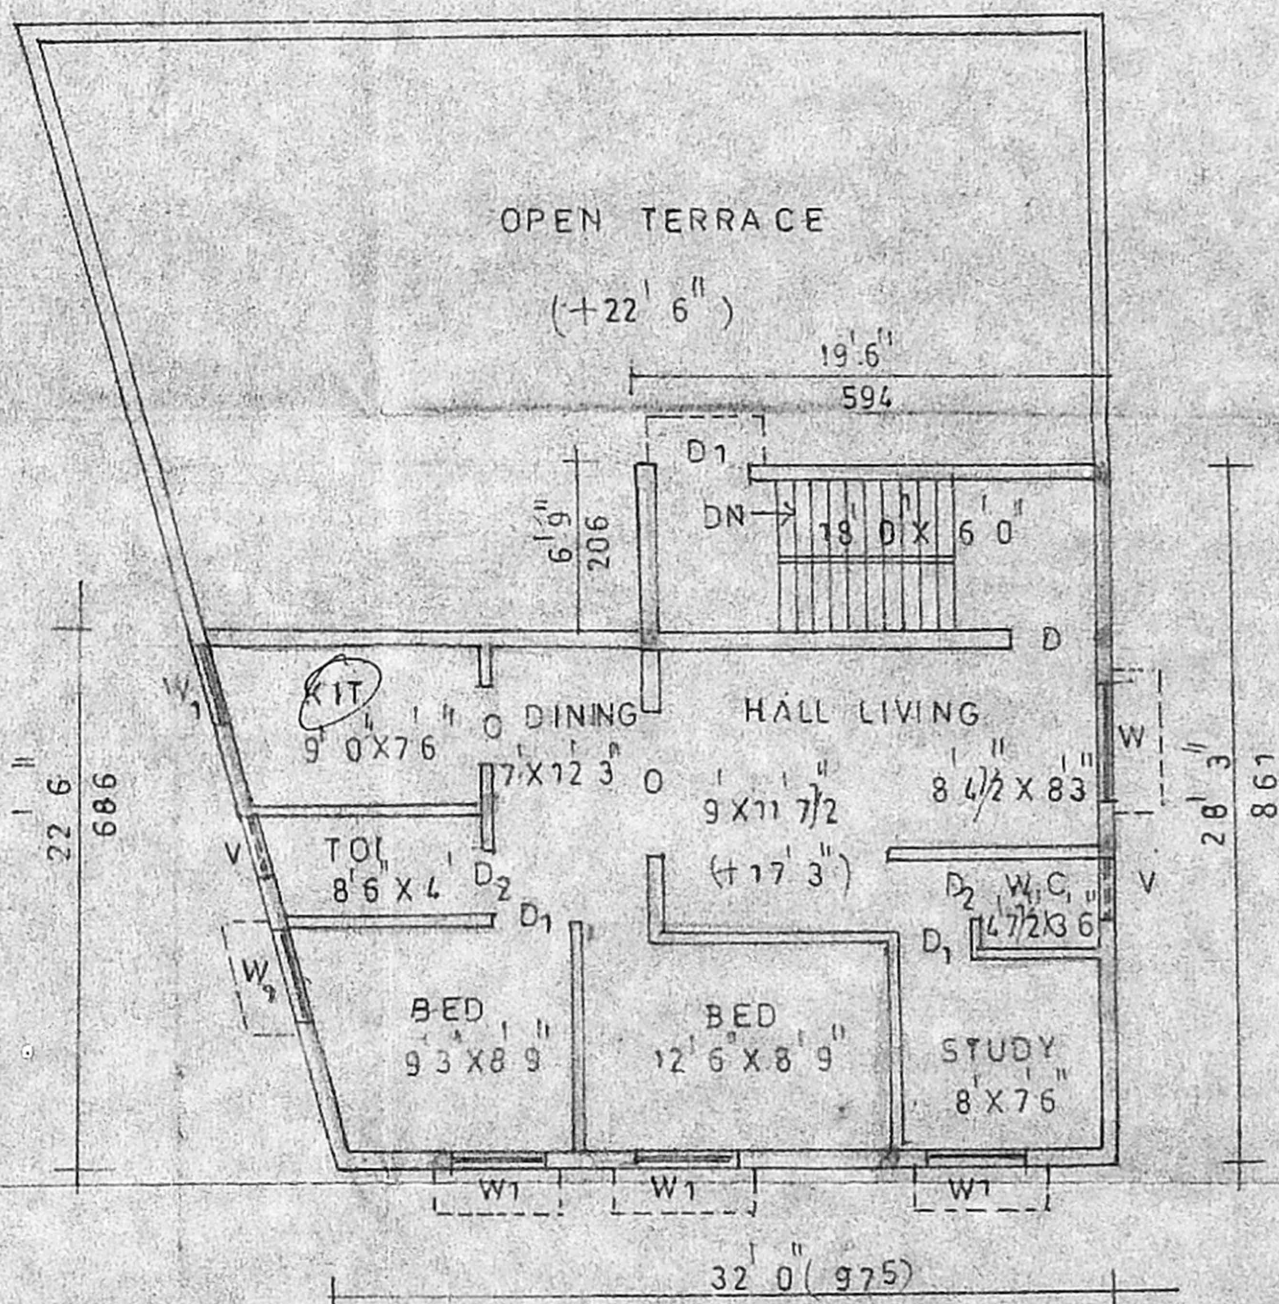 OPEN TERRACE
(+22' 6")
19'.6"
594
D1
DN
18' 0" X 6' 0"
6' 9"
206
D
KIT
9' 0" X 7' 6"
W1
O
DINING
7' X 12' 3"
O
HALL LIVING
9' X 11' 7½"
8' 4½" X 8' 3"
(+17' 3")
W
28' 3"
861
22' 6"
686
V
TOI
8' 6" X 4'
D2
D1
D2 W.C.
4' 7½" X 3' 6"
V
D1
BED
9' 3" X 8' 9"
BED
12' 6" X 8' 9"
STUDY
8' X 7' 6"
W1
W1
W1
32' 0" (975)